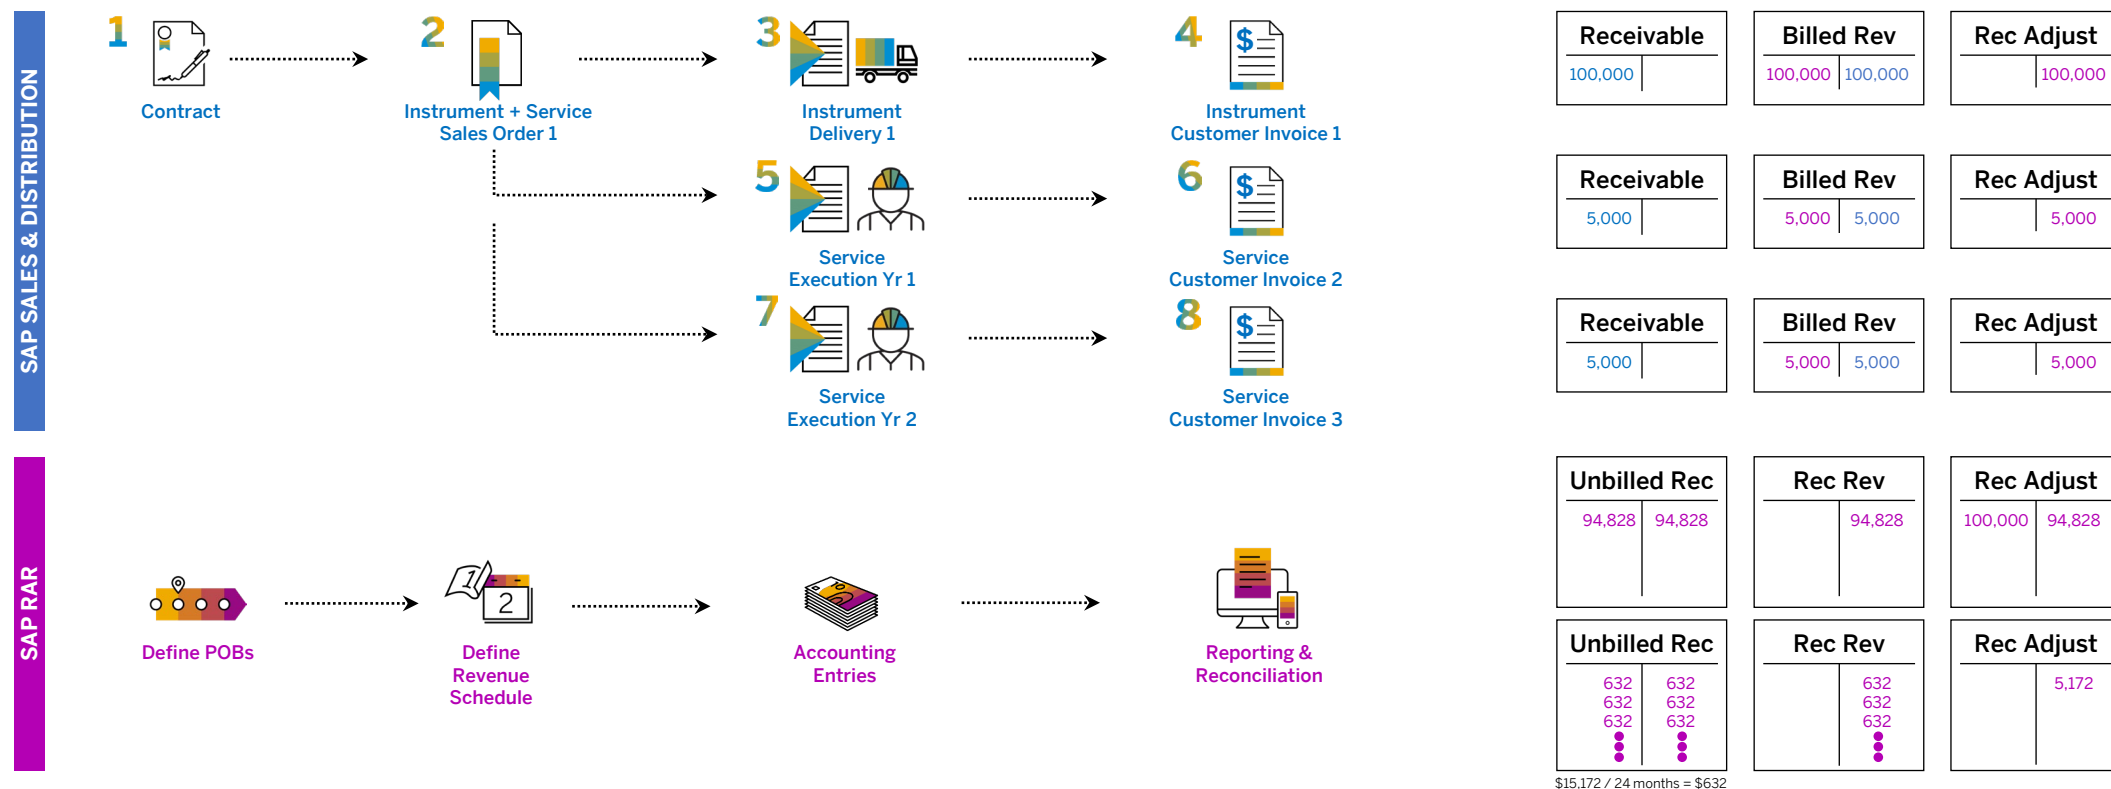 SAP SALES & DISTRIBUTION
1
Contract
2
Instrument + Service
Sales Order 1
3
Instrument
Delivery 1
4
$
Instrument
Customer Invoice 1
5
Service
Execution Yr 1
6
$
Service
Customer Invoice 2
7
Service
Execution Yr 2
8
$
Service
Customer Invoice 3
Receivable
100,000
Billed Rev
100,000 100,000
Rec Adjust
100,000
Receivable
5,000
Billed Rev
5,000 5,000
Rec Adjust
5,000
Receivable
5,000
Billed Rev
5,000 5,000
Rec Adjust
5,000
SAP RAR
Define POBs
1
2
Define
Revenue
Schedule
10
Accounting
Entries
Reporting &
Reconciliation
Unbilled Rec
94,828 94,828
Rec Rev
94,828
Rec Adjust
100,000 94,828
Unbilled Rec
632 632
632 632
632 632
Rec Rev
632
632
632
Rec Adjust
5,172
$15,172 / 24 months = $632